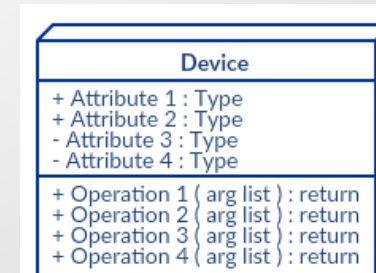 Device
+ Attribute 1 : Type
+ Attribute 2 : Type
- Attribute 3 : Type
- Attribute 4 : Type
+ Operation 1 ( arg list ) : return
+ Operation 2 ( arg list ) : return
+ Operation 3 ( arg list ) : return
+ Operation 4 ( arg list ) : return